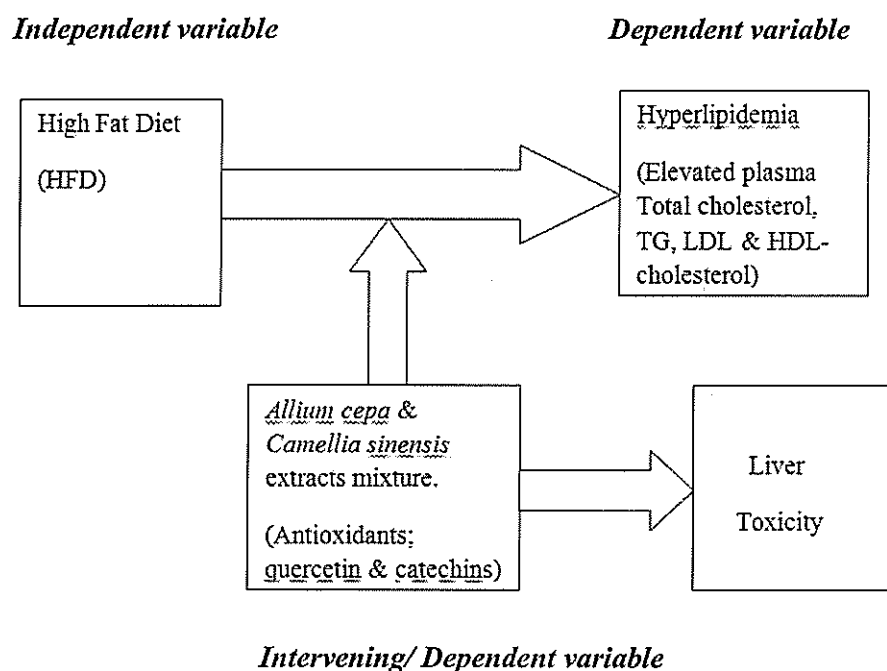 Independent variable
Dependent variable
High Fat Diet
(HFD)
Hyperlipidemia
(Elevated plasma
Total cholesterol,
TG, LDL & HDL-
cholesterol)
Allium cepa &
Camellia sinensis
extracts mixture.
(Antioxidants;
quercetin & catechins)
Liver
Toxicity
Intervening/ Dependent variable